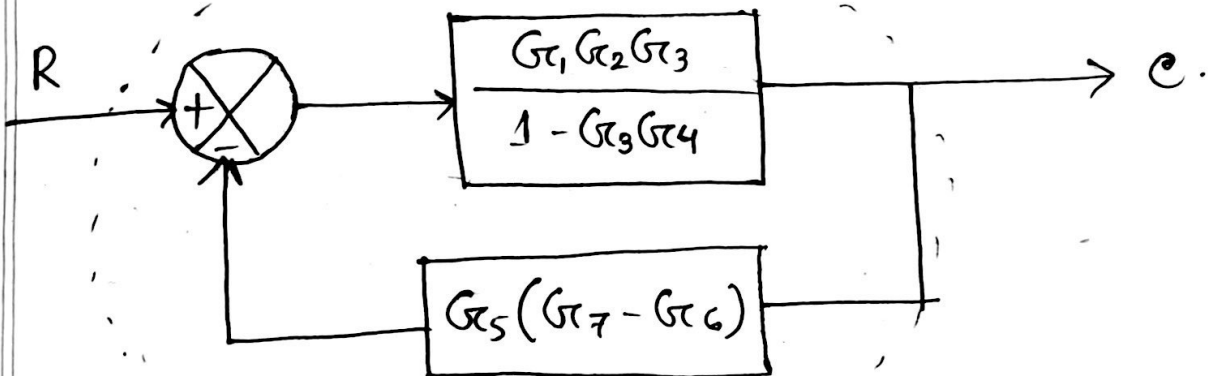 R
G₁G₂G₃
1 - G₃G₄
C.
+
-
G₅(G₇ - G₆)